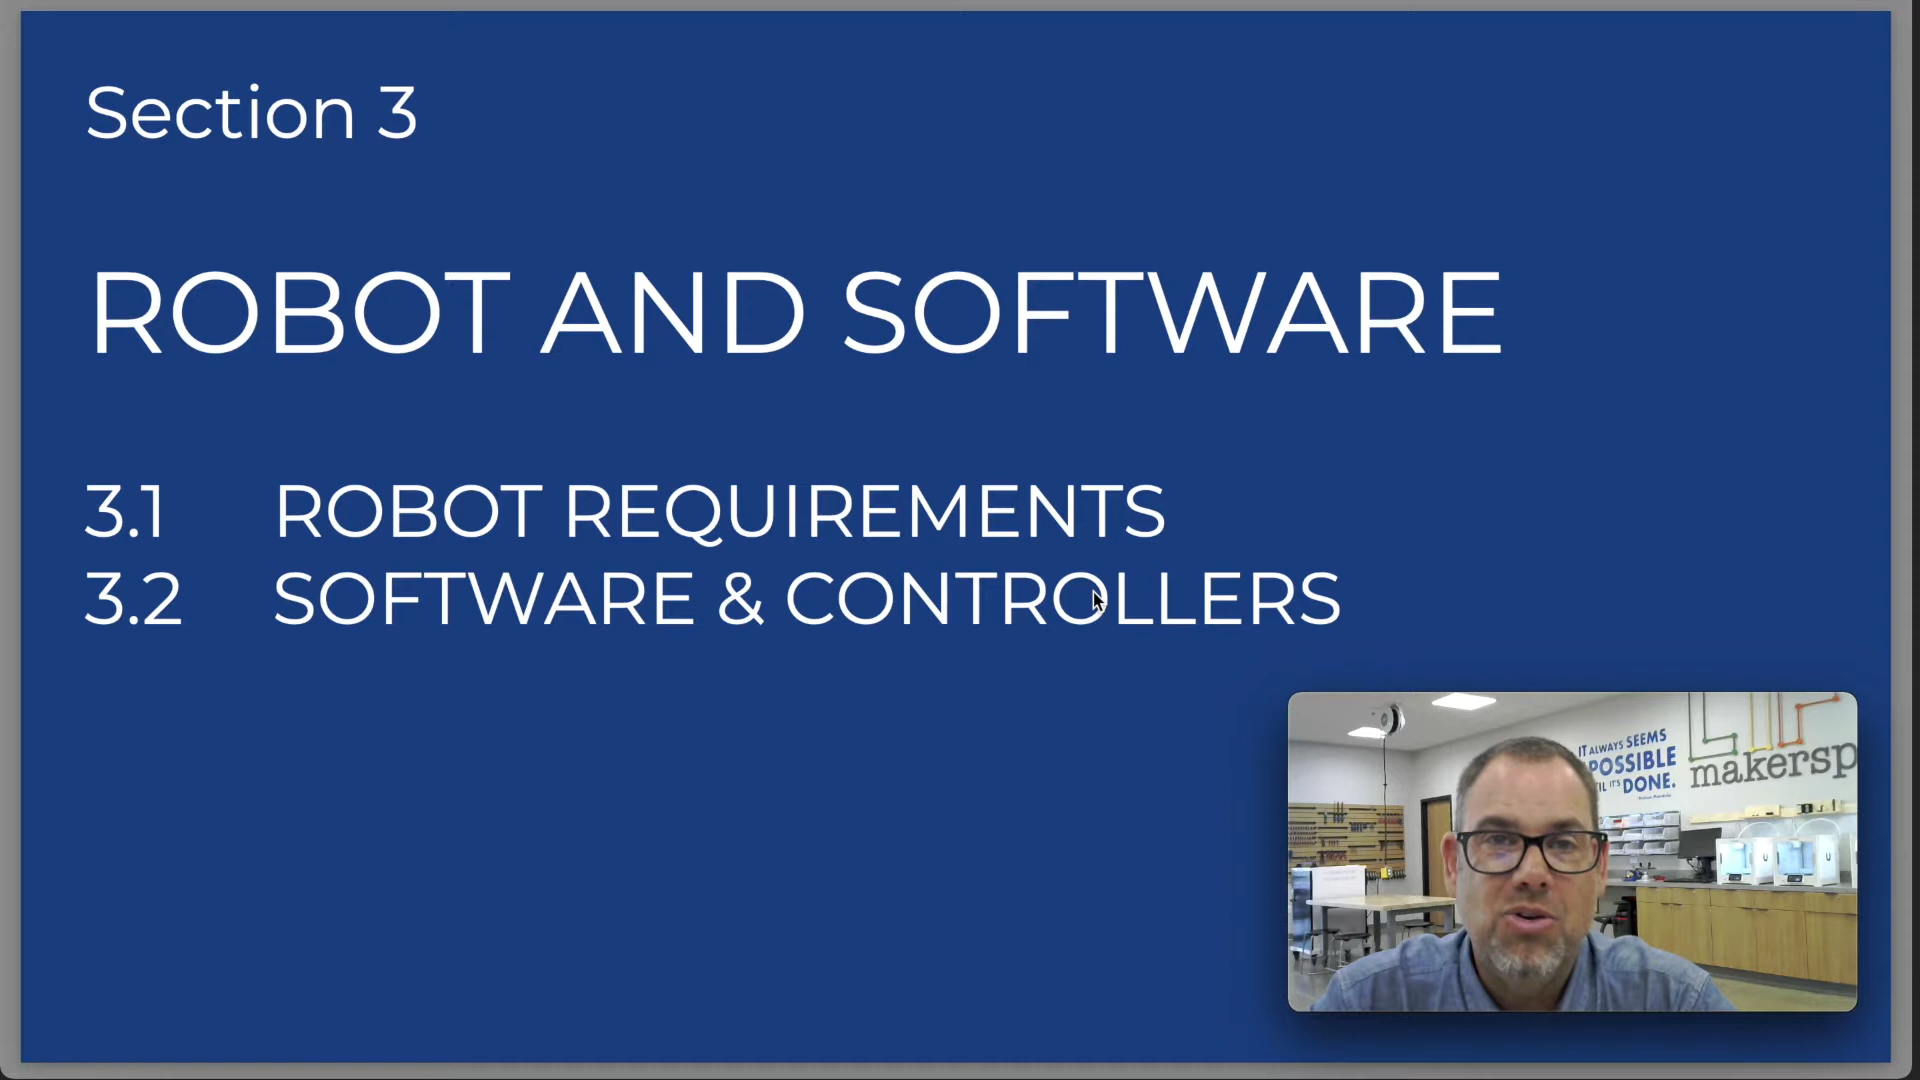 Section 3
ROBOT AND SOFTWARE
3.1 ROBOT REQUIREMENTS
3.2 SOFTWARE & CONTROLLERS
IT ALWAYS SEEMS
POSSIBLE
IT'S DONE.
makersp